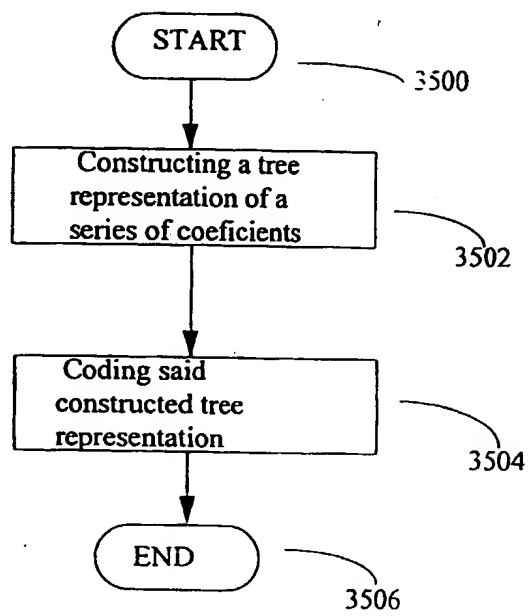 START
3500
Constructing a tree
representation of a
series of coeficients
3502
Coding said
constructed tree
representation
3504
END
3506